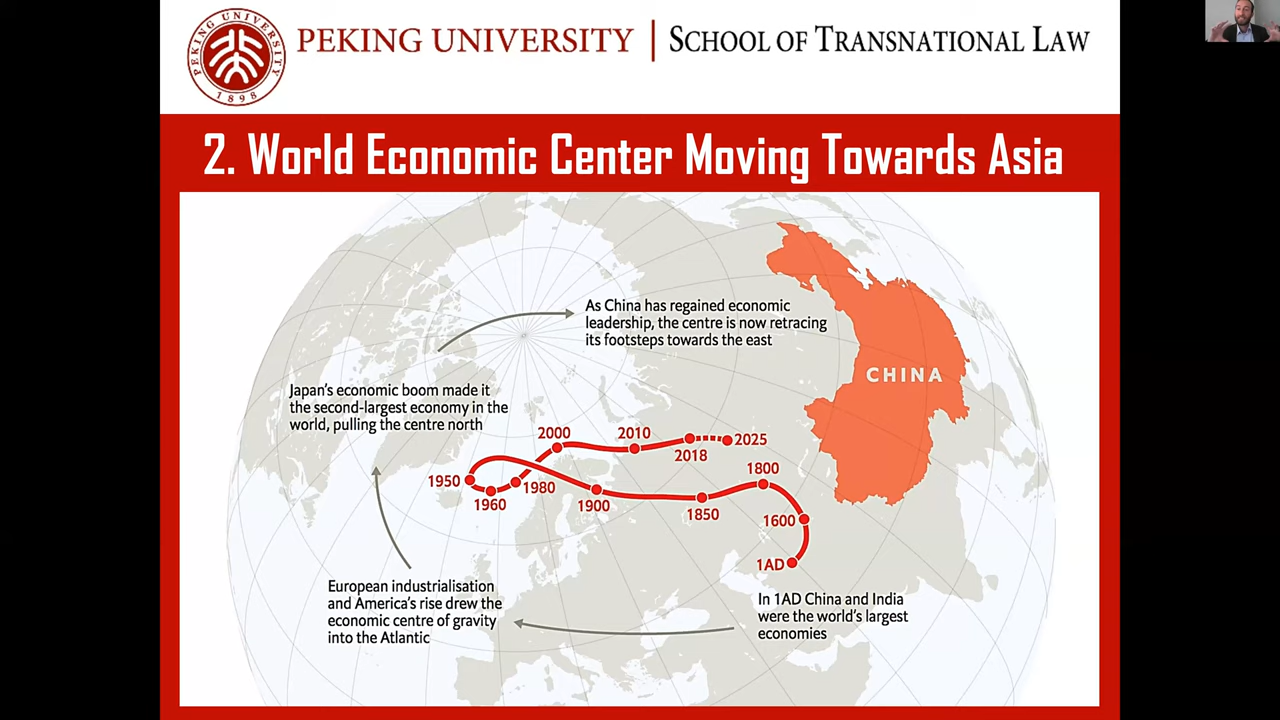 PEKING UNIVERSITY
1898
PEKING UNIVERSITY | SCHOOL OF TRANSNATIONAL LAW
2. World Economic Center Moving Towards Asia
As China has regained economic
leadership, the centre is now retracing
its footsteps towards the east
CHINA
Japan's economic boom made it
the second-largest economy in the
world, pulling the centre north
2000
2010
2018
2025
1950
1960
1980
1900
1850
1800
1600
1AD
European industrialisation
and America's rise drew the
economic centre of gravity
into the Atlantic
In 1AD China and India
were the world's largest
economies